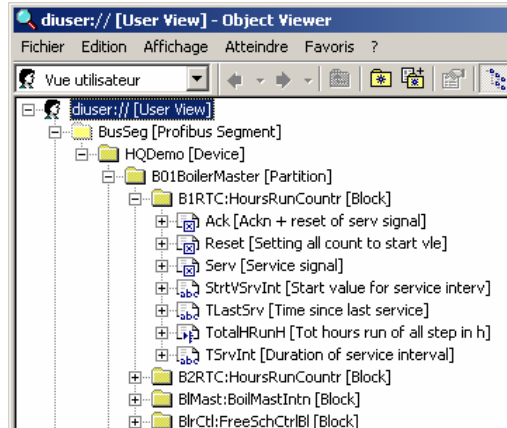 diuser:// [User View] - Object Viewer
Fichier Edition Affichage Atteindre Favoris ?
Vue utilisateur
diuser:// [User View]
BusSeg [Profibus Segment]
HQDemo [Device]
B01BoilerMaster [Partition]
B1RTC:HoursRunCountr [Block]
Ack [Ackn + reset of serv signal]
Reset [Setting all count to start vle]
Serv [Service signal]
StrtVSrvInt [Start value for service interv]
TLastSrv [Time since last service]
TotalHRunH [Tot hours run of all step in h]
TSrvInt [Duration of service interval]
B2RTC:HoursRunCountr [Block]
BlMast:BoilMastIntn [Block]
BlrCtl:FreeSchCtrlBl [Block]